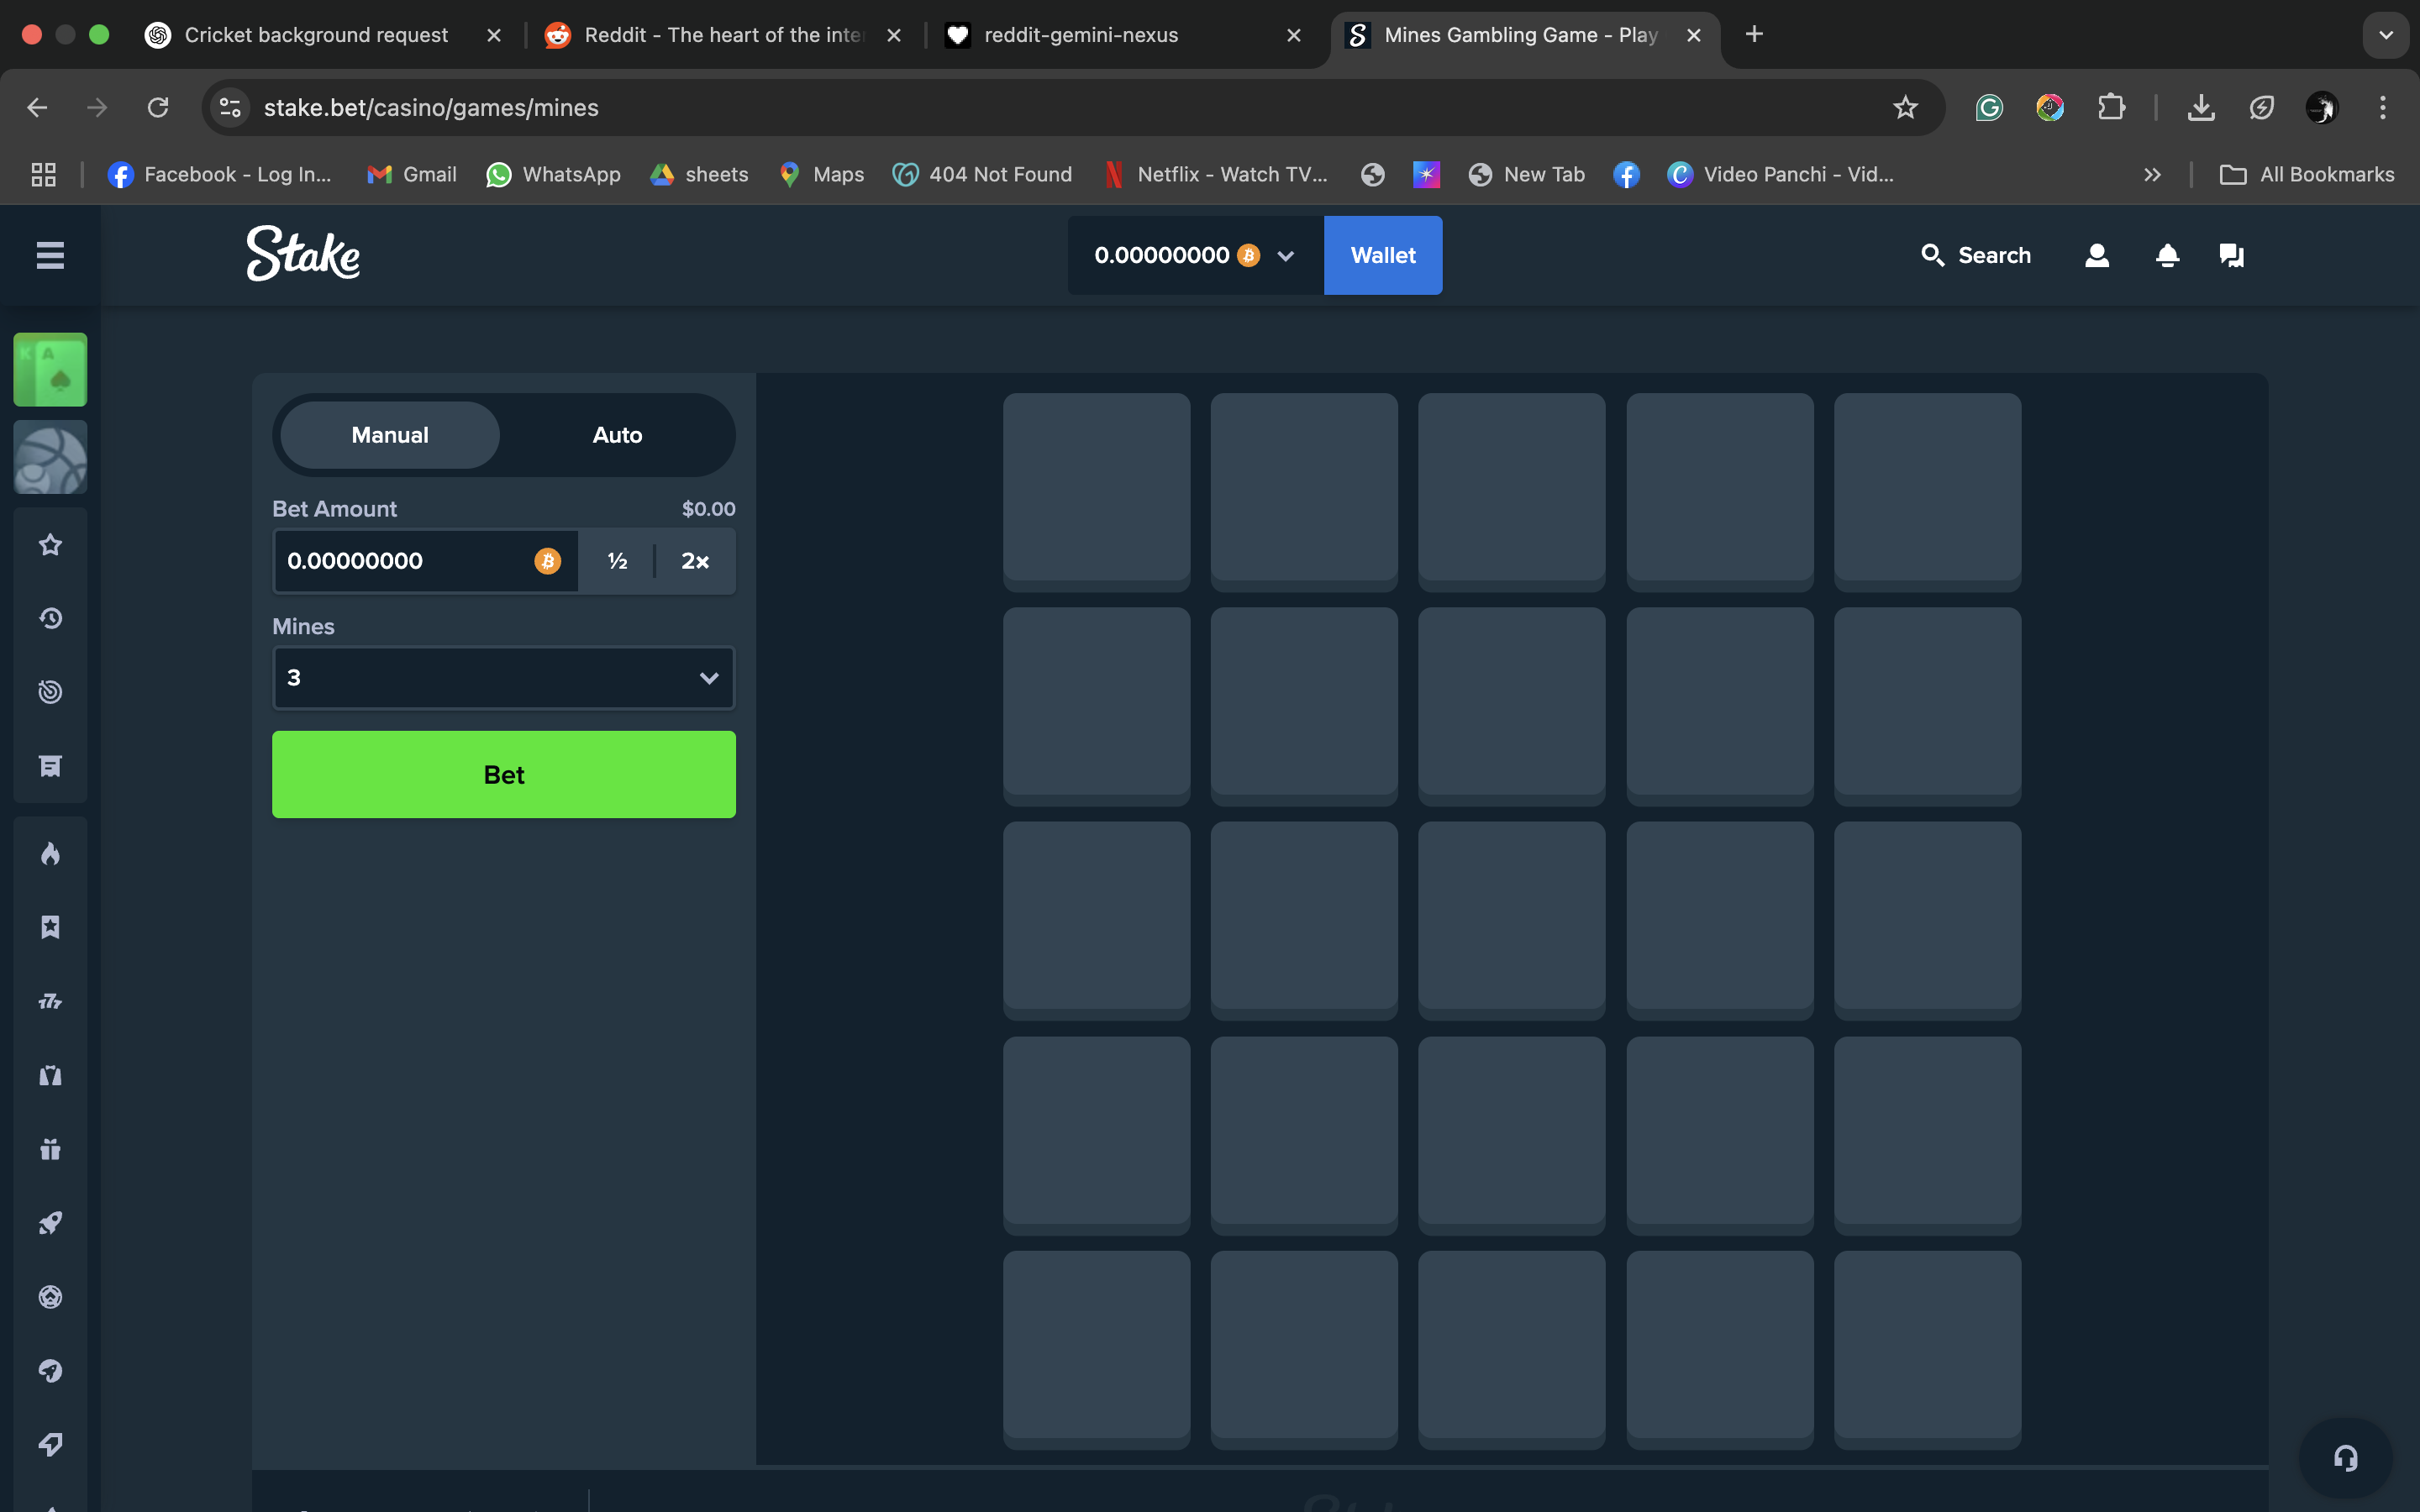 Cricket background request
Reddit - The heart of the inte
reddit-gemini-nexus
Mines Gambling Game - Play
stake.bet/casino/games/mines
Facebook - Log In...
Gmail
WhatsApp
sheets
Maps
404 Not Found
Netflix - Watch TV...
New Tab
Video Panchi - Vid...
All Bookmarks
Stake
0.00000000
Wallet
Search
K A
Manual
Auto
Bet Amount
$0.00
0.00000000
½
2×
Mines
3
Bet